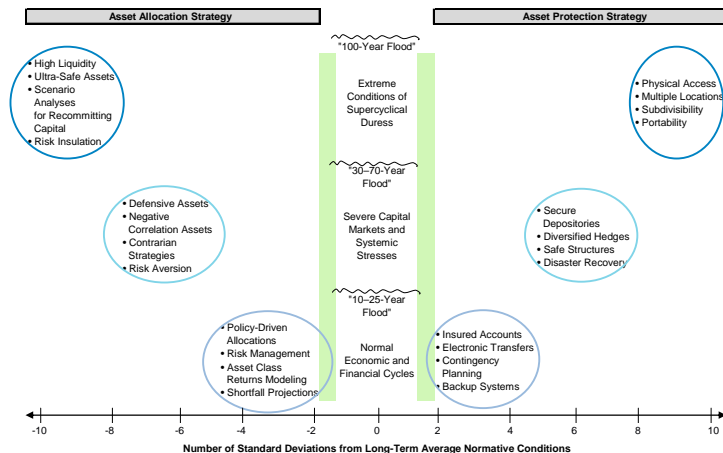 Asset Allocation Strategy
Asset Protection Strategy
"100-Year Flood"
• High Liquidity
• Ultra-Safe Assets
• Scenario
Analyses
for Recommitting
Capital
• Risk Insulation
Extreme
Conditions of
Supercyclical
Duress
• Physical Access
• Multiple Locations
• Subdivisibility
• Portability
"30–70-Year
Flood"
• Defensive Assets
• Negative
Correlation Assets
• Contrarian
Strategies
• Risk Aversion
Severe Capital
Markets and
Systemic
Stresses
• Secure
Depositories
• Diversified Hedges
• Safe Structures
• Disaster Recovery
"10–25-Year
Flood"
• Policy-Driven
Allocations
• Risk Management
• Asset Class
Returns Modeling
• Shortfall Projections
Normal
Economic and
Financial Cycles
• Insured Accounts
• Electronic Transfers
• Contingency
Planning
• Backup Systems
-10 -8 -6 -4 -2 0 2 4 6 8 10
Number of Standard Deviations from Long-Term Average Normative Conditions